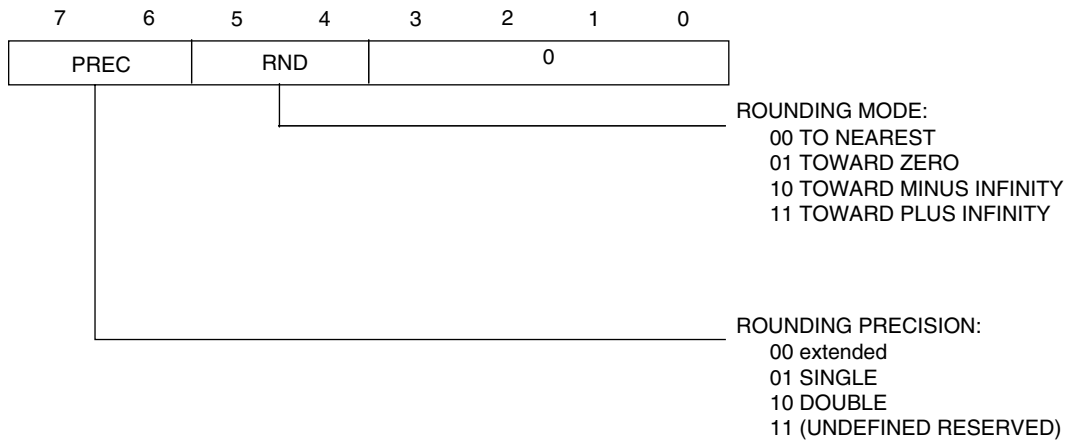 7 6 5 4 3 2 1 0
PREC RND 0
ROUNDING MODE:
00 TO NEAREST
01 TOWARD ZERO
10 TOWARD MINUS INFINITY
11 TOWARD PLUS INFINITY
ROUNDING PRECISION:
00 extended
01 SINGLE
10 DOUBLE
11 (UNDEFINED RESERVED)